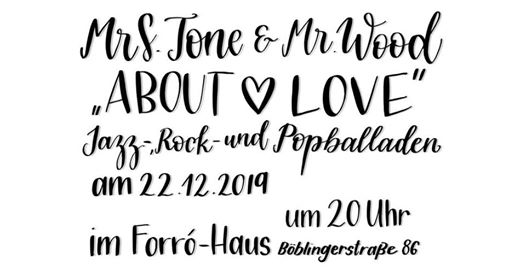 MrS. Tone & Mr. Wood
„ABOUT ♡ LOVE"
Jazz-, Rock- und Popballaden
am 22.12.2019
um 20 Uhr
im Forró-Haus Böblingerstraße 86